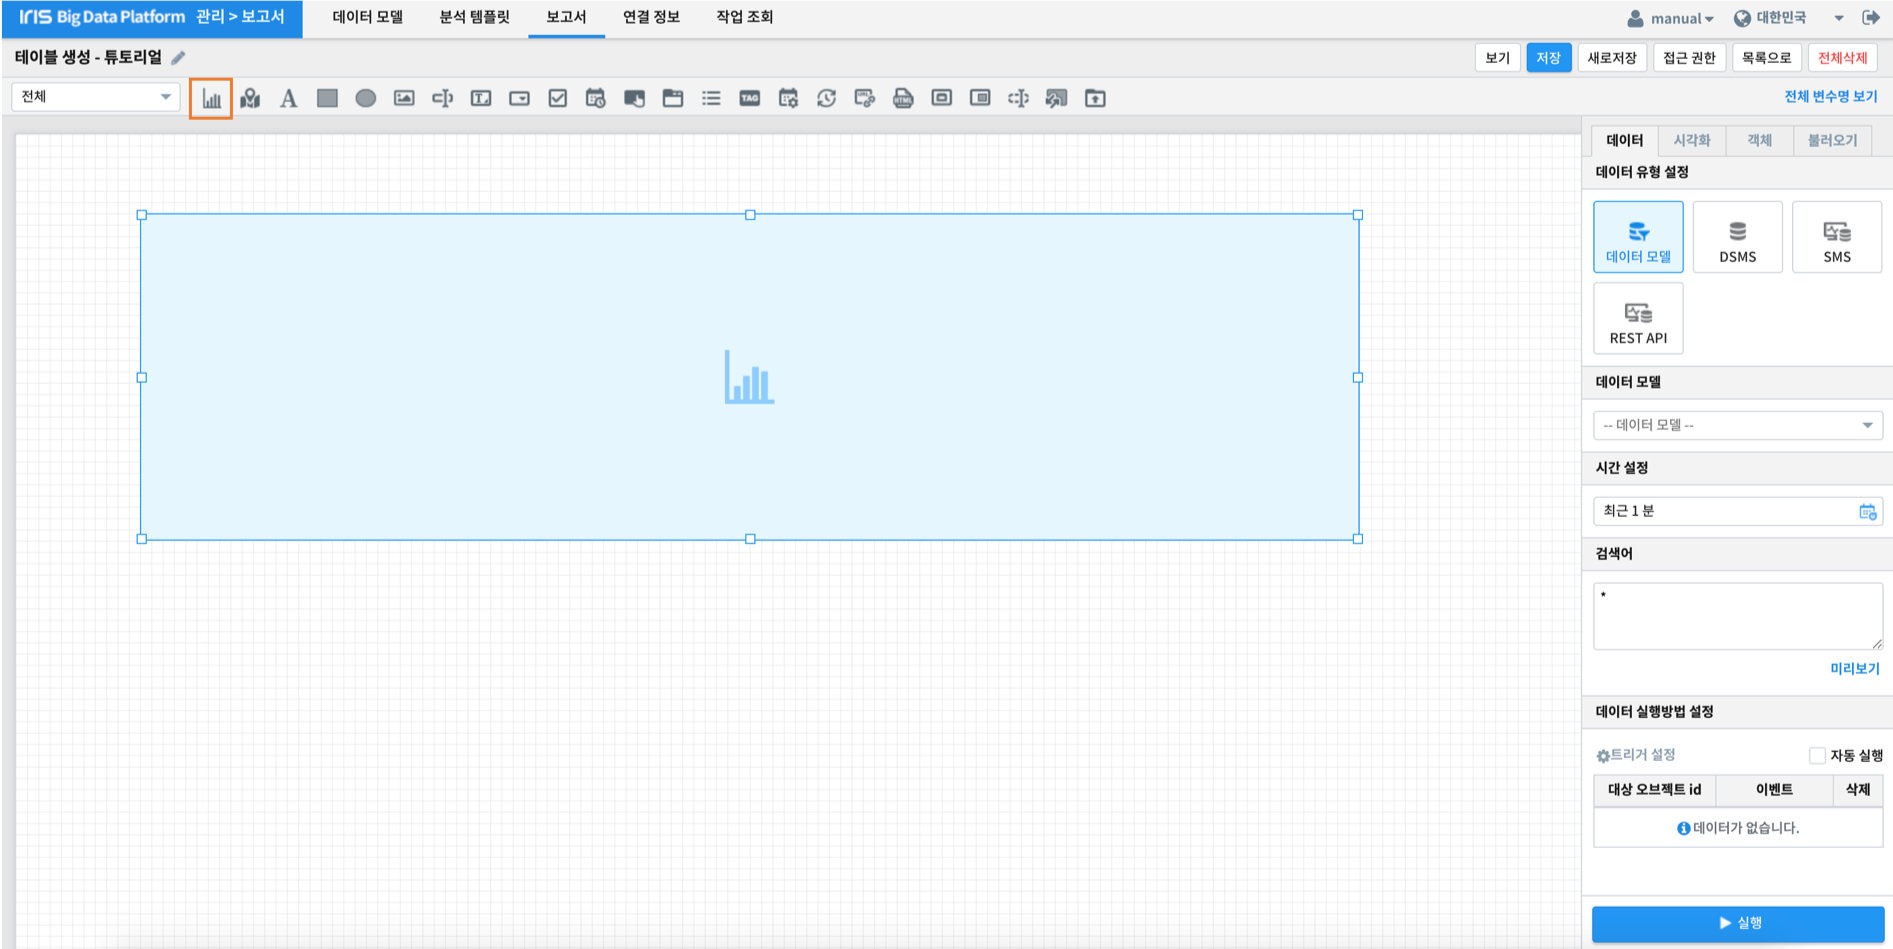 IRIS Big Data Platform 관리 > 보고서 데이터 모델 분석 템플릿 보고서 연결 정보 작업 조회 manual 대한민국
테이블 생성 - 튜토리얼 보기 저장 새로저장 접근 권한 목록으로 전체삭제
전체 A T TAG HTML 전체 변수명 보기
데이터 시각화 객체 불러오기
데이터 유형 설정
데이터 모델 DSMS SMS
REST API
데이터 모델
-- 데이터 모델 --
시간 설정
최근 1 분
검색어
*
미리보기
데이터 실행방법 설정
트리거 설정 자동 실행
대상 오브젝트 id 이벤트 삭제
데이터가 없습니다.
실행